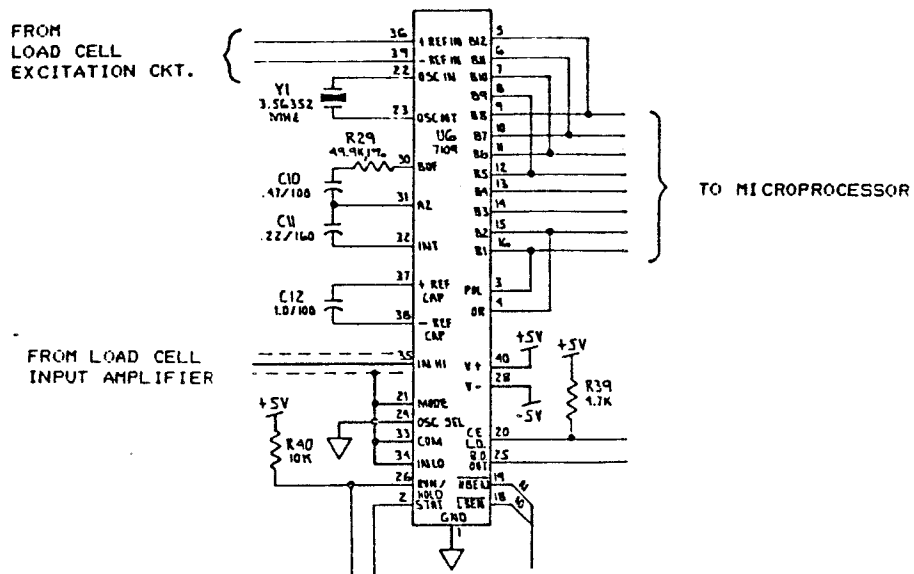 FROM
LOAD CELL
EXCITATION CKT.
36
+ REF IN
39
- REF IN
22
OSC IN
Y1
3.56352
MHZ
23
R29
49.9K,1%
30
BUF
C10
.47/100
31
AZ
C11
.22/100
32
INT
37
+ REF
CAP
C12
1.0/100
38
- REF
CAP
FROM LOAD CELL
INPUT AMPLIFIER
35
IN HI
21
MODE
24
OSC SEL
33
COM
34
IN LO
+5V
R40
10K
26
RUN/
HOLD
2
STAT
U6
7109
GND
1
B12
5
B11
6
B10
7
B9
8
B8
9
B7
10
B6
11
B5
12
B4
13
B3
14
B2
15
B1
16
POL
3
OR
4
TO MICROPROCESSOR
V+
40
+5V
V-
28
-5V
+5V
R39
4.7K
CE
L.D.
20
OUT
25
HBEN
19
LBEN
18